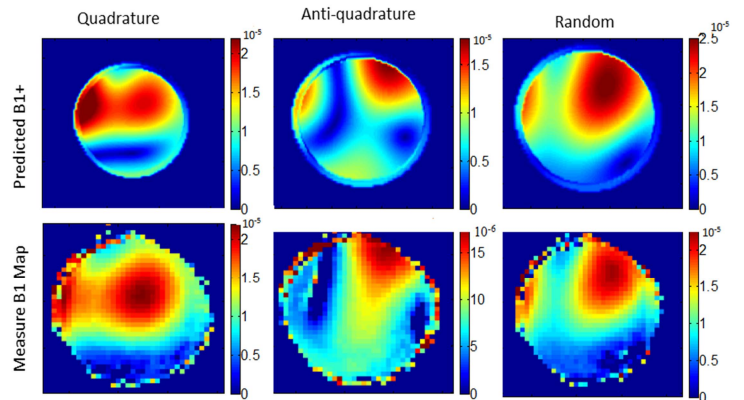 Quadrature Anti-quadrature Random
Predicted B1+
10^-5 2 1.5 1 0.5 0
10^-5 1.5 1 0.5 0
10^-5 2.5 2 1.5 1 0.5 0
Measure B1 Map
10^-5 2 1.5 1 0.5 0
10^-6 15 10 5 0
10^-5 2 1.5 1 0.5 0